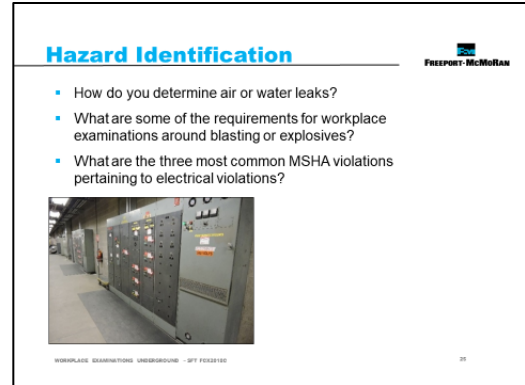 Hazard Identification
FCX
FREEPORT-McMoRAN
▪ How do you determine air or water leaks?
▪ What are some of the requirements for workplace
examinations around blasting or explosives?
▪ What are the three most common MSHA violations
pertaining to electrical violations?
WORKPLACE EXAMINATIONS UNDERGROUND - SFT FCX2018C
25